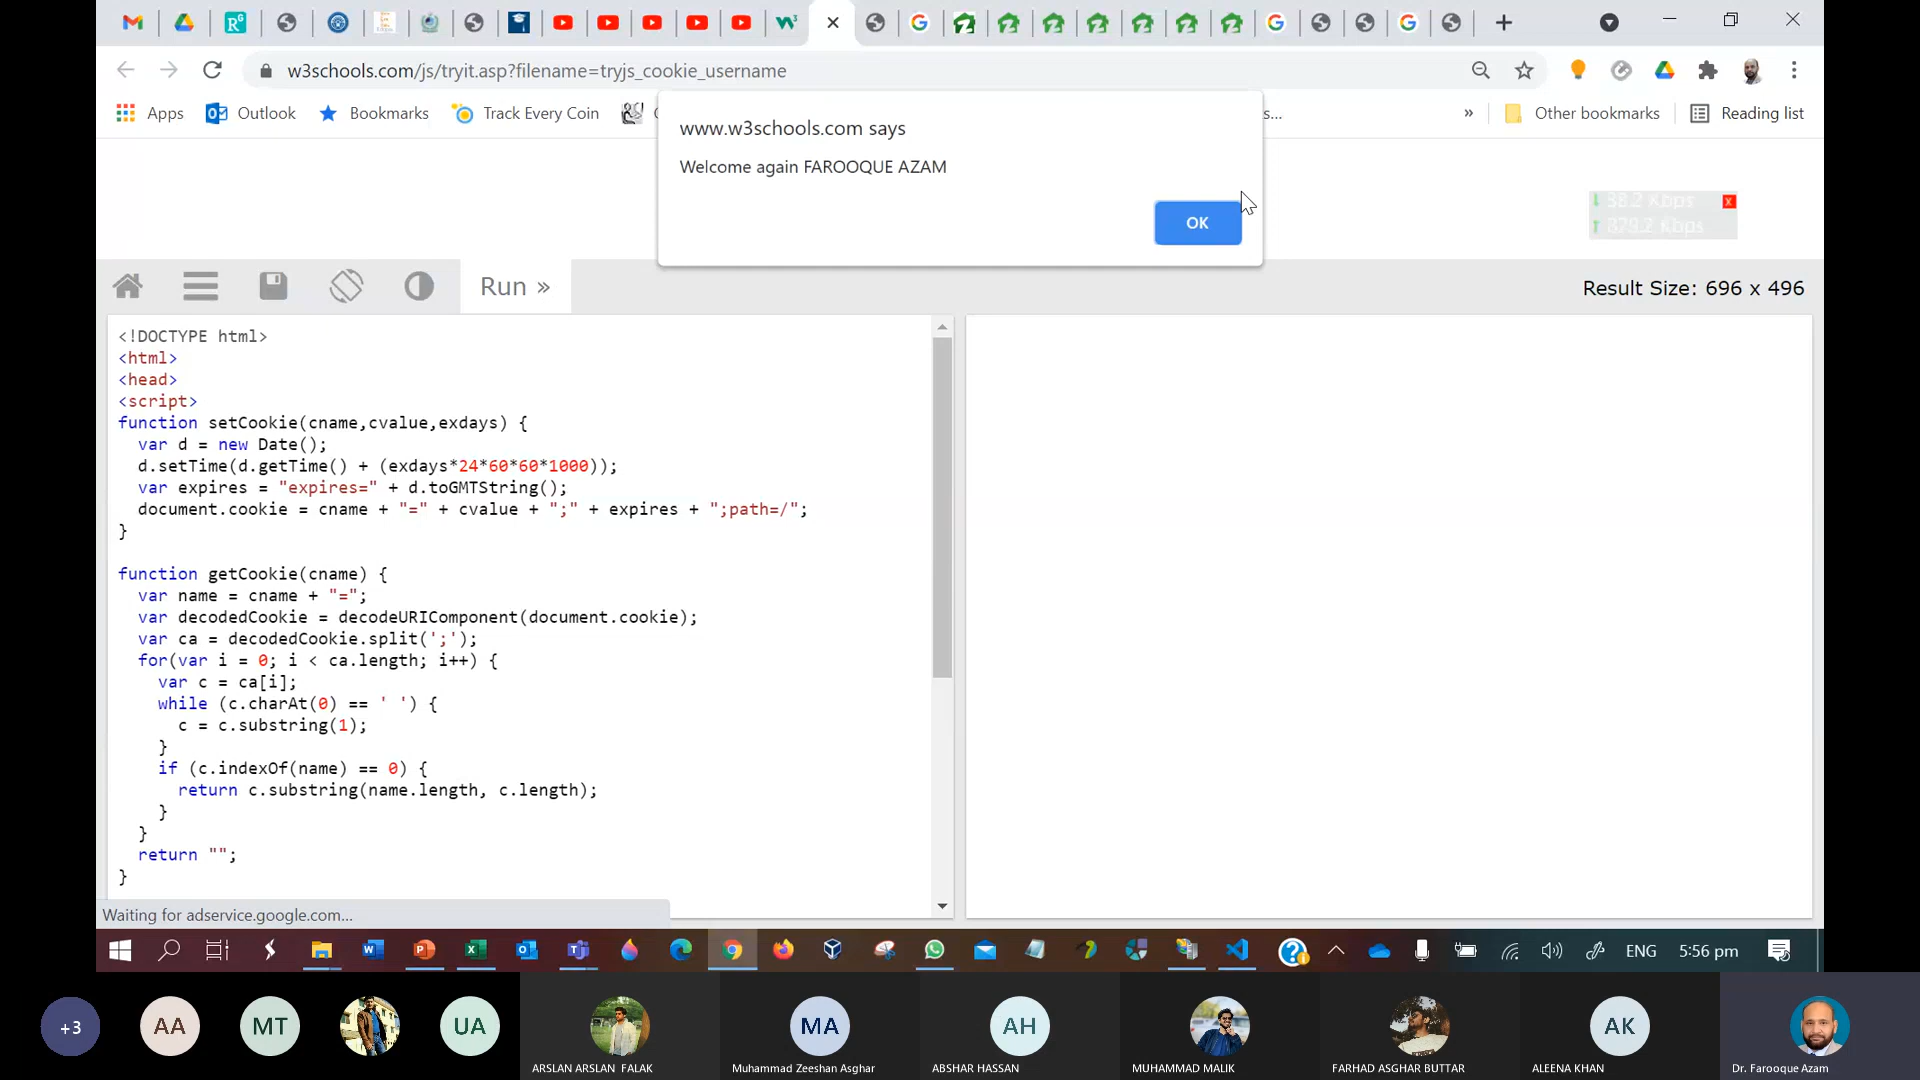 w3schools.com/js/tryit.asp?filename=tryjs_cookie_username
Apps
Outlook
Bookmarks
Track Every Coin
s...
»
Other bookmarks
Reading list
www.w3schools.com says
Welcome again FAROOQUE AZAM
OK
38.2 Kbps
879.2 Kbps
Run »
Result Size: 696 x 496
<!DOCTYPE html>
<html>
<head>
<script>
function setCookie(cname,cvalue,exdays) {
  var d = new Date();
  d.setTime(d.getTime() + (exdays*24*60*60*1000));
  var expires = "expires=" + d.toGMTString();
  document.cookie = cname + "=" + cvalue + ";" + expires + ";path=/";
}
function getCookie(cname) {
  var name = cname + "=";
  var decodedCookie = decodeURIComponent(document.cookie);
  var ca = decodedCookie.split(';');
  for(var i = 0; i < ca.length; i++) {
    var c = ca[i];
    while (c.charAt(0) == ' ') {
      c = c.substring(1);
    }
    if (c.indexOf(name) == 0) {
      return c.substring(name.length, c.length);
    }
  }
  return "";
}
Waiting for adservice.google.com...
ENG
5:56 pm
+3
AA
MT
UA
MA
AH
AK
ARSLAN ARSLAN FALAK
Muhammad Zeeshan Asghar
ABSHAR HASSAN
MUHAMMAD MALIK
FARHAD ASGHAR BUTTAR
ALEENA KHAN
Dr. Farooque Azam